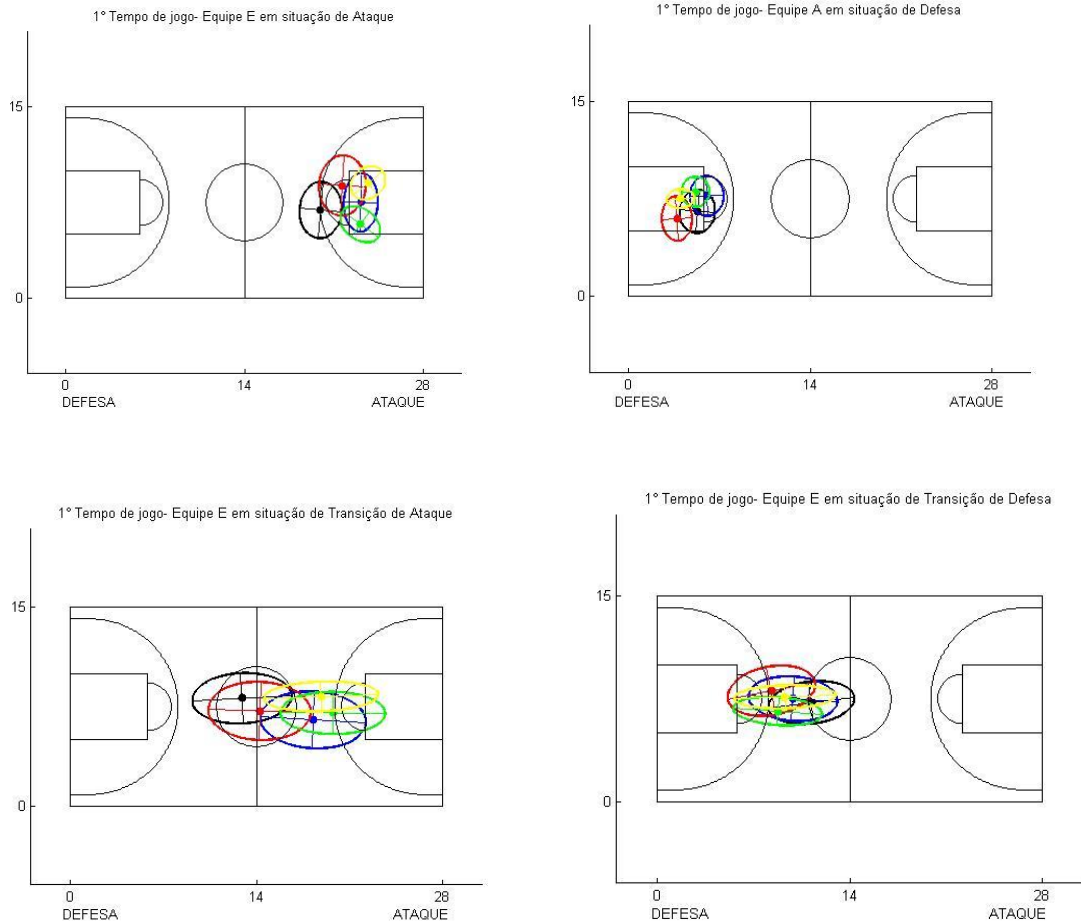 1° Tempo de jogo- Equipe E em situação de Ataque
15
0
0 14 28
DEFESA ATAQUE
1° Tempo de jogo- Equipe A em situação de Defesa
15
0
0 14 28
DEFESA ATAQUE
1° Tempo de jogo- Equipe E em situação de Transição de Ataque
15
0
0 14 28
DEFESA ATAQUE
1° Tempo de jogo- Equipe E em situação de Transição de Defesa
15
0
0 14 28
DEFESA ATAQUE